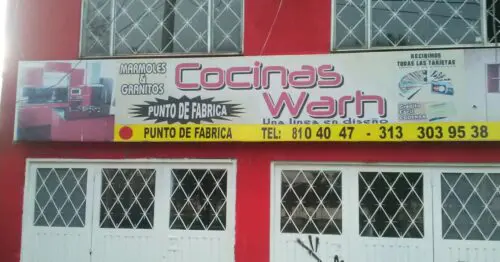 MARMOLES
& GRANITOS
PUNTO DE FABRICA
Cocinas
Warh
Una linea en diseño
RECIBIMOS
TODAS LAS TARJETAS
PUNTO DE FABRICA TEL: 810 40 47 - 313 303 95 38